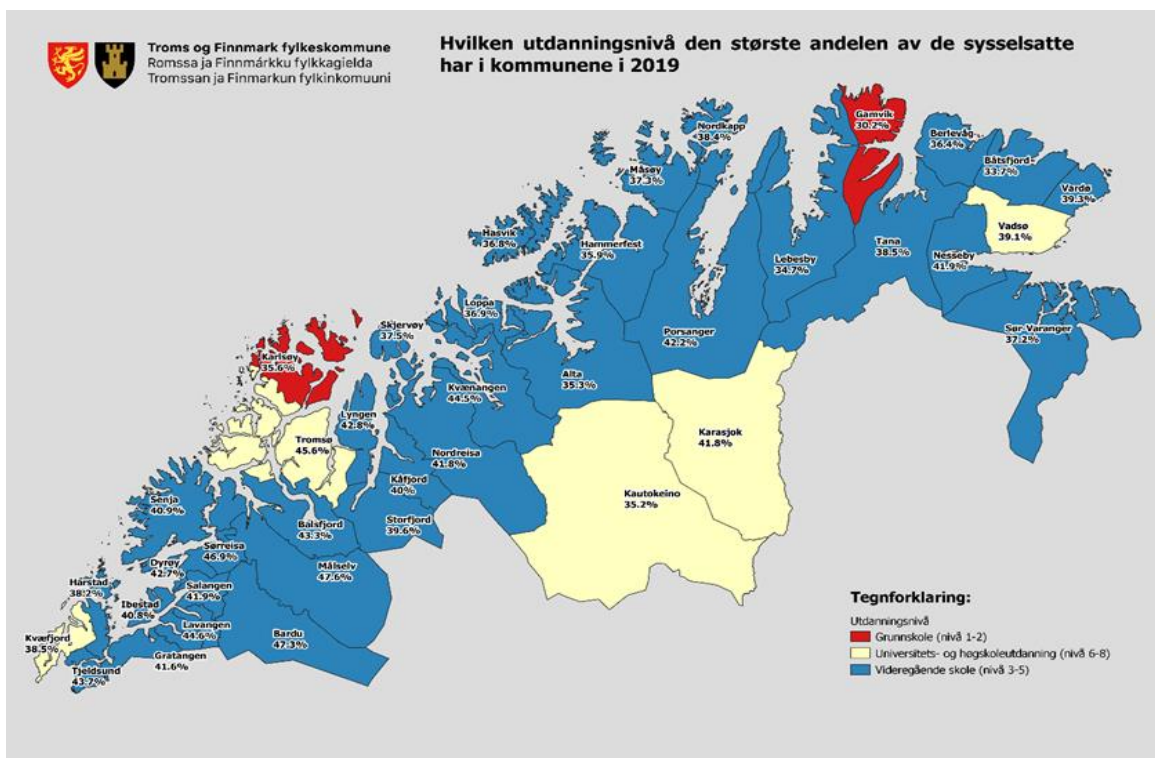 Troms og Finnmark fylkeskommune
Romssa ja Finnmárkku fylkkagielda
Tromssan ja Finmarkun fylkinkomuuni
Hvilken utdanningsnivå den største andelen av de sysselsatte
har i kommunene i 2019
Gamvik
30.2%
Nordkapp
38.4%
Berlevåg
36.4%
Båtsfjord
33.7%
Måsøy
37.3%
Vardø
39.3%
Vadsø
39.1%
Hasvik
36.8%
Hammerfest
35.9%
Tana
38.5%
Lebesby
34.7%
Nesseby
41.9%
Loppa
36.9%
Skjervøy
37.5%
Porsanger
42.2%
Sør-Varanger
37.2%
Karlsøy
35.6%
Alta
35.3%
Kvænangen
44.5%
Lyngen
42.8%
Karasjok
41.8%
Tromsø
45.6%
Nordreisa
41.8%
Kåfjord
40%
Kautokeino
35.2%
Senja
40.9%
Balsfjord
43.3%
Storfjord
39.6%
Sørreisa
46.9%
Dyrøy
42.7%
Målselv
47.6%
Harstad
38.2%
Salangen
41.9%
Ibestad
40.8%
Lavangen
44.6%
Bardu
47.3%
Kvæfjord
38.5%
Gratangen
41.6%
Tjeldsund
43.7%
Tegnforklaring:
Utdanningsnivå
Grunnskole (nivå 1-2)
Universitets- og høgskoleutdanning (nivå 6-8)
Videregående skole (nivå 3-5)